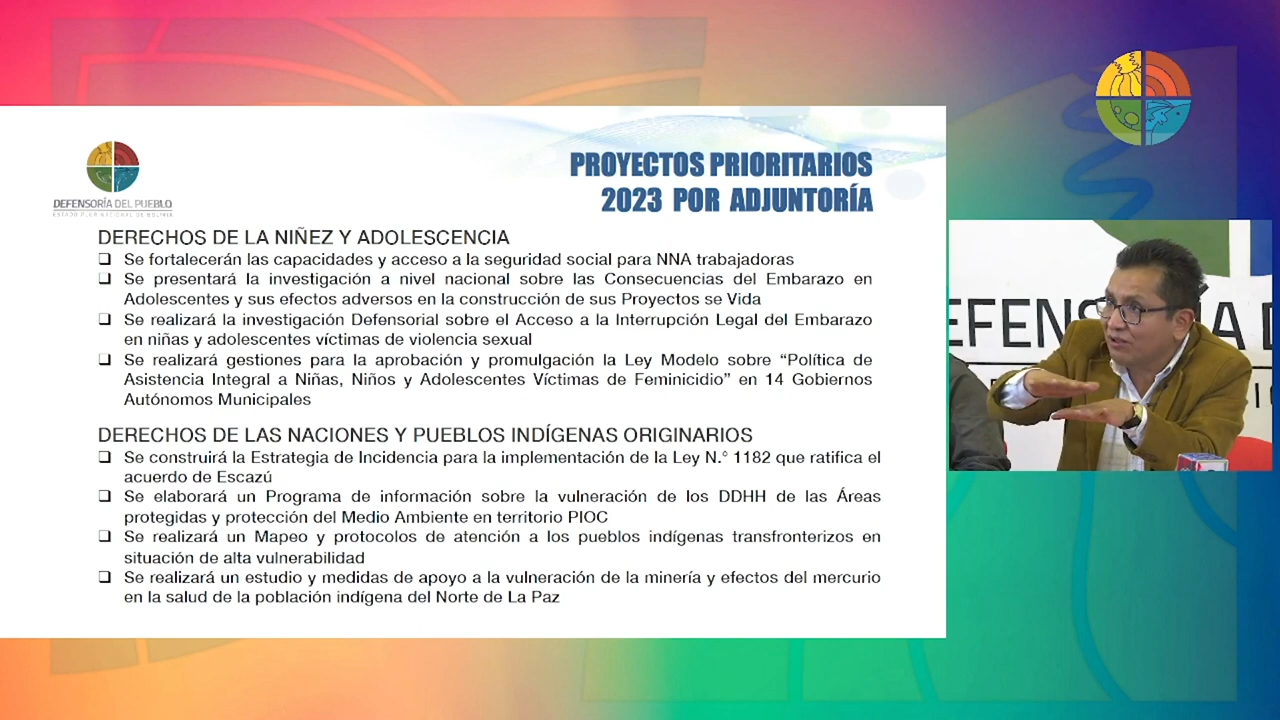 DEFENSORÍA DEL PUEBLO
ESTADO PLURINACIONAL DE BOLIVIA
PROYECTOS PRIORITARIOS
2023 POR ADJUNTORÍA
DERECHOS DE LA NIÑEZ Y ADOLESCENCIA
❑ Se fortalecerán las capacidades y acceso a la seguridad social para NNA trabajadoras
❑ Se presentará la investigación a nivel nacional sobre las Consecuencias del Embarazo en
Adolescentes y sus efectos adversos en la construcción de sus Proyectos se Vida
❑ Se realizará la investigación Defensorial sobre el Acceso a la Interrupción Legal del Embarazo
en niñas y adolescentes víctimas de violencia sexual
❑ Se realizará gestiones para la aprobción y promulgación la Ley Modelo sobre “Política de
Asistencia Integral a Niñas, Niños y Adolescentes Víctimas de Feminicidio” en 14 Gobiernos
Autónomos Municipales
DERECHOS DE LAS NACIONES Y PUEBLOS INDÍGENAS ORIGINARIOS
❑ Se construirá la Estrategia de Incidencia para la implementación de la Ley N.° 1182 que ratifica el
acuerdo de Escazú
❑ Se elaborará un Programa de información sobre la vulneración de los DDHH de las Áreas
protegidas y protección del Medio Ambiente en territorio PIOC
❑ Se realizará un Mapeo y protocolos de atención a los pueblos indígenas transfronterizos en
situación de alta vulnerabilidad
❑ Se realizará un estudio y medidas de apoyo a la vulneración de la minería y efectos del mercurio
en la salud de la población indígena del Norte de La Paz
EFENS A D